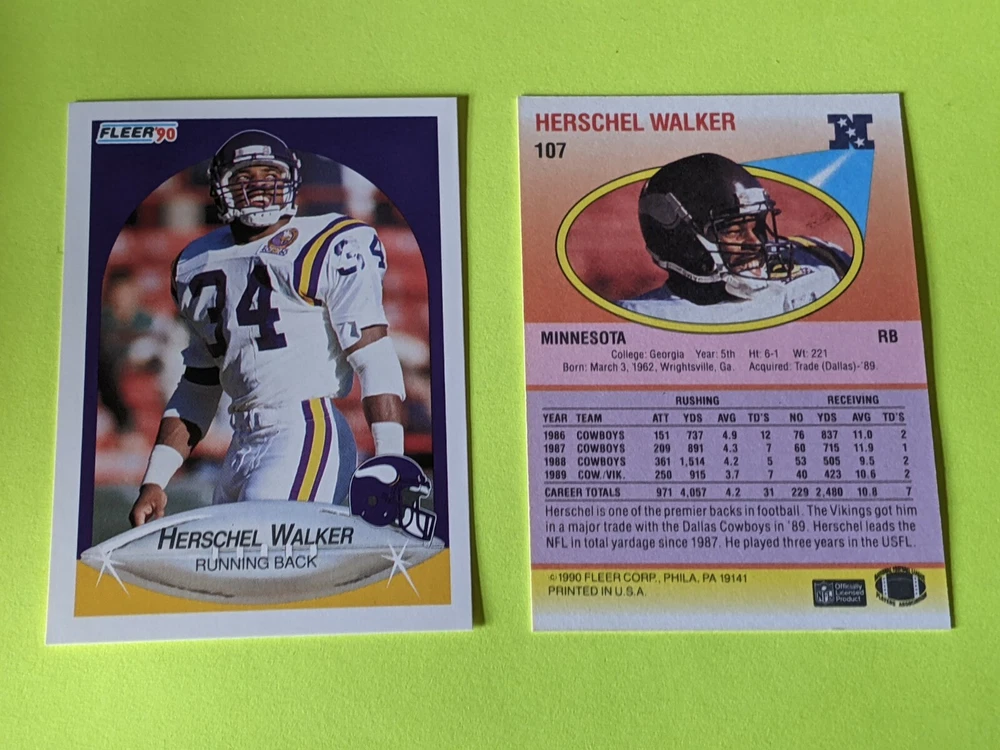 FLEER '90
34
34
HERSCHEL WALKER
RUNNING BACK
HERSCHEL WALKER
107
N
MINNESOTA RB
College: Georgia Year: 5th Ht: 6-1 Wt: 221
Born: March 3, 1962, Wrightsville, Ga. Acquired: Trade (Dallas)-'89.
RUSHING RECEIVING
YEAR TEAM ATT YDS AVG TD'S NO YDS AVG TD'S
1986 COWBOYS 151 737 4.9 12 76 837 11.0 2
1987 COWBOYS 209 891 4.3 7 60 715 11.9 1
1988 COWBOYS 361 1,514 4.2 5 53 505 9.5 2
1989 COW./VIK. 250 915 3.7 7 40 423 10.6 2
CAREER TOTALS 971 4,057 4.2 31 229 2,480 10.8 7
Herschel is one of the premier backs in football. The Vikings got him
in a major trade with the Dallas Cowboys in '89. Herschel leads the
NFL in total yardage since 1987. He played three years in the USFL.
©1990 FLEER CORP., PHILA, PA 19141
PRINTED IN U.S.A.
NFL
Officially
Licensed
Product
PLAYERS